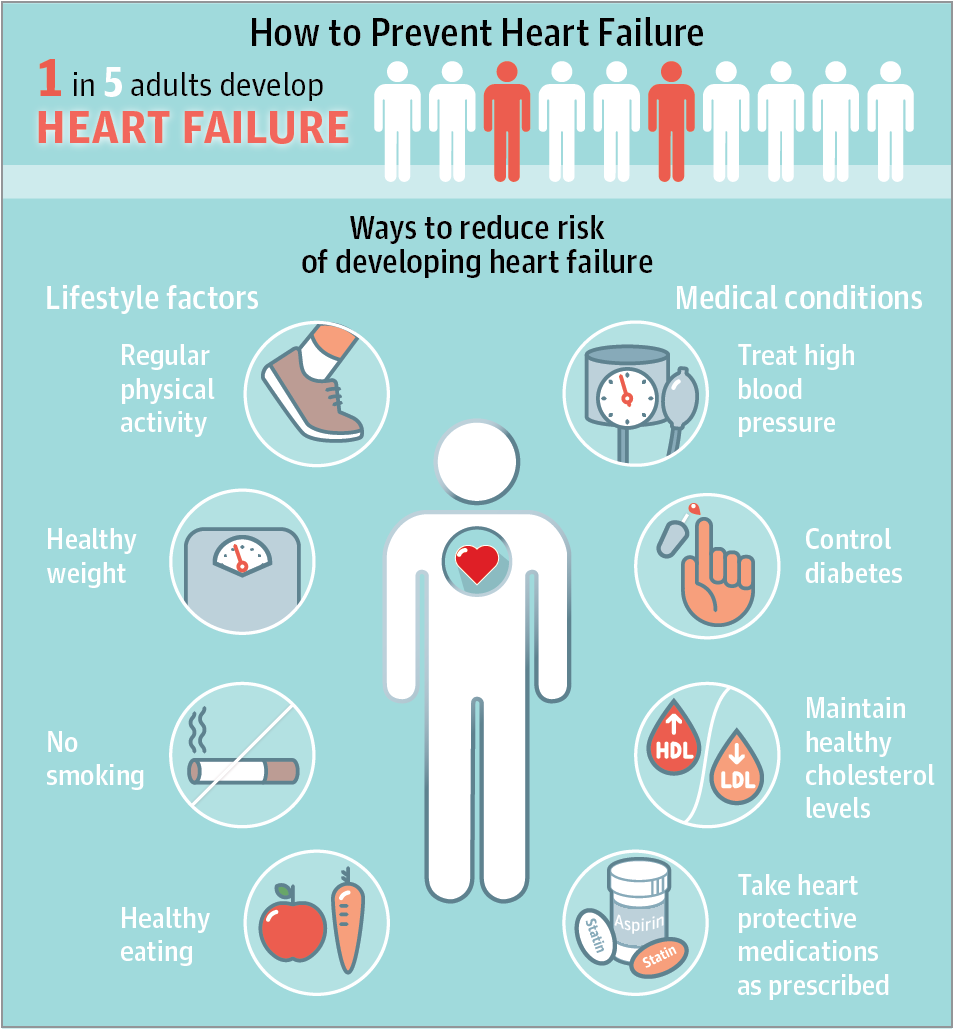 How to Prevent Heart Failure
1 in 5 adults develop
HEART FAILURE
Ways to reduce risk
of developing heart failure
Lifestyle factors
Regular
physical
activity
Healthy
weight
No
smoking
Healthy
eating
Medical conditions
Treat high
blood
pressure
Control
diabetes
HDL
LDL
Maintain
healthy
cholesterol
levels
Aspirin
Statin
Statin
Take heart
protective
medications
as prescribed